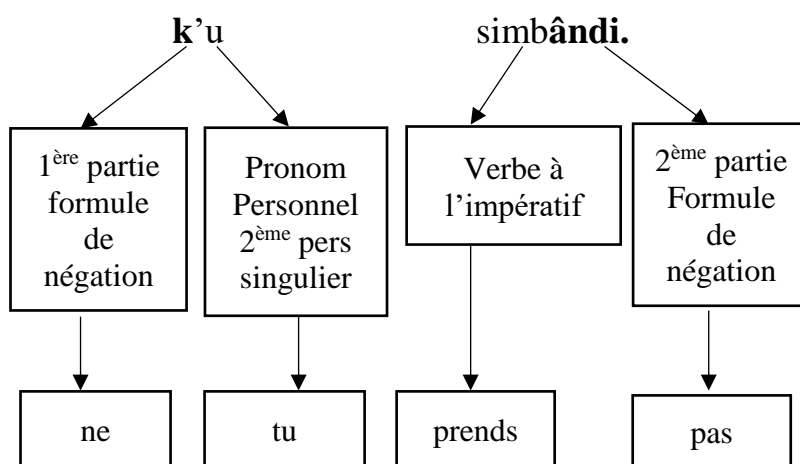 k'u simbândi.
1ère partie
formule
de
négation
Pronom
Personnel
2ème pers
singulier
Verbe à
l'impératif
2ème partie
Formule
de
négation
ne
tu
prends
pas